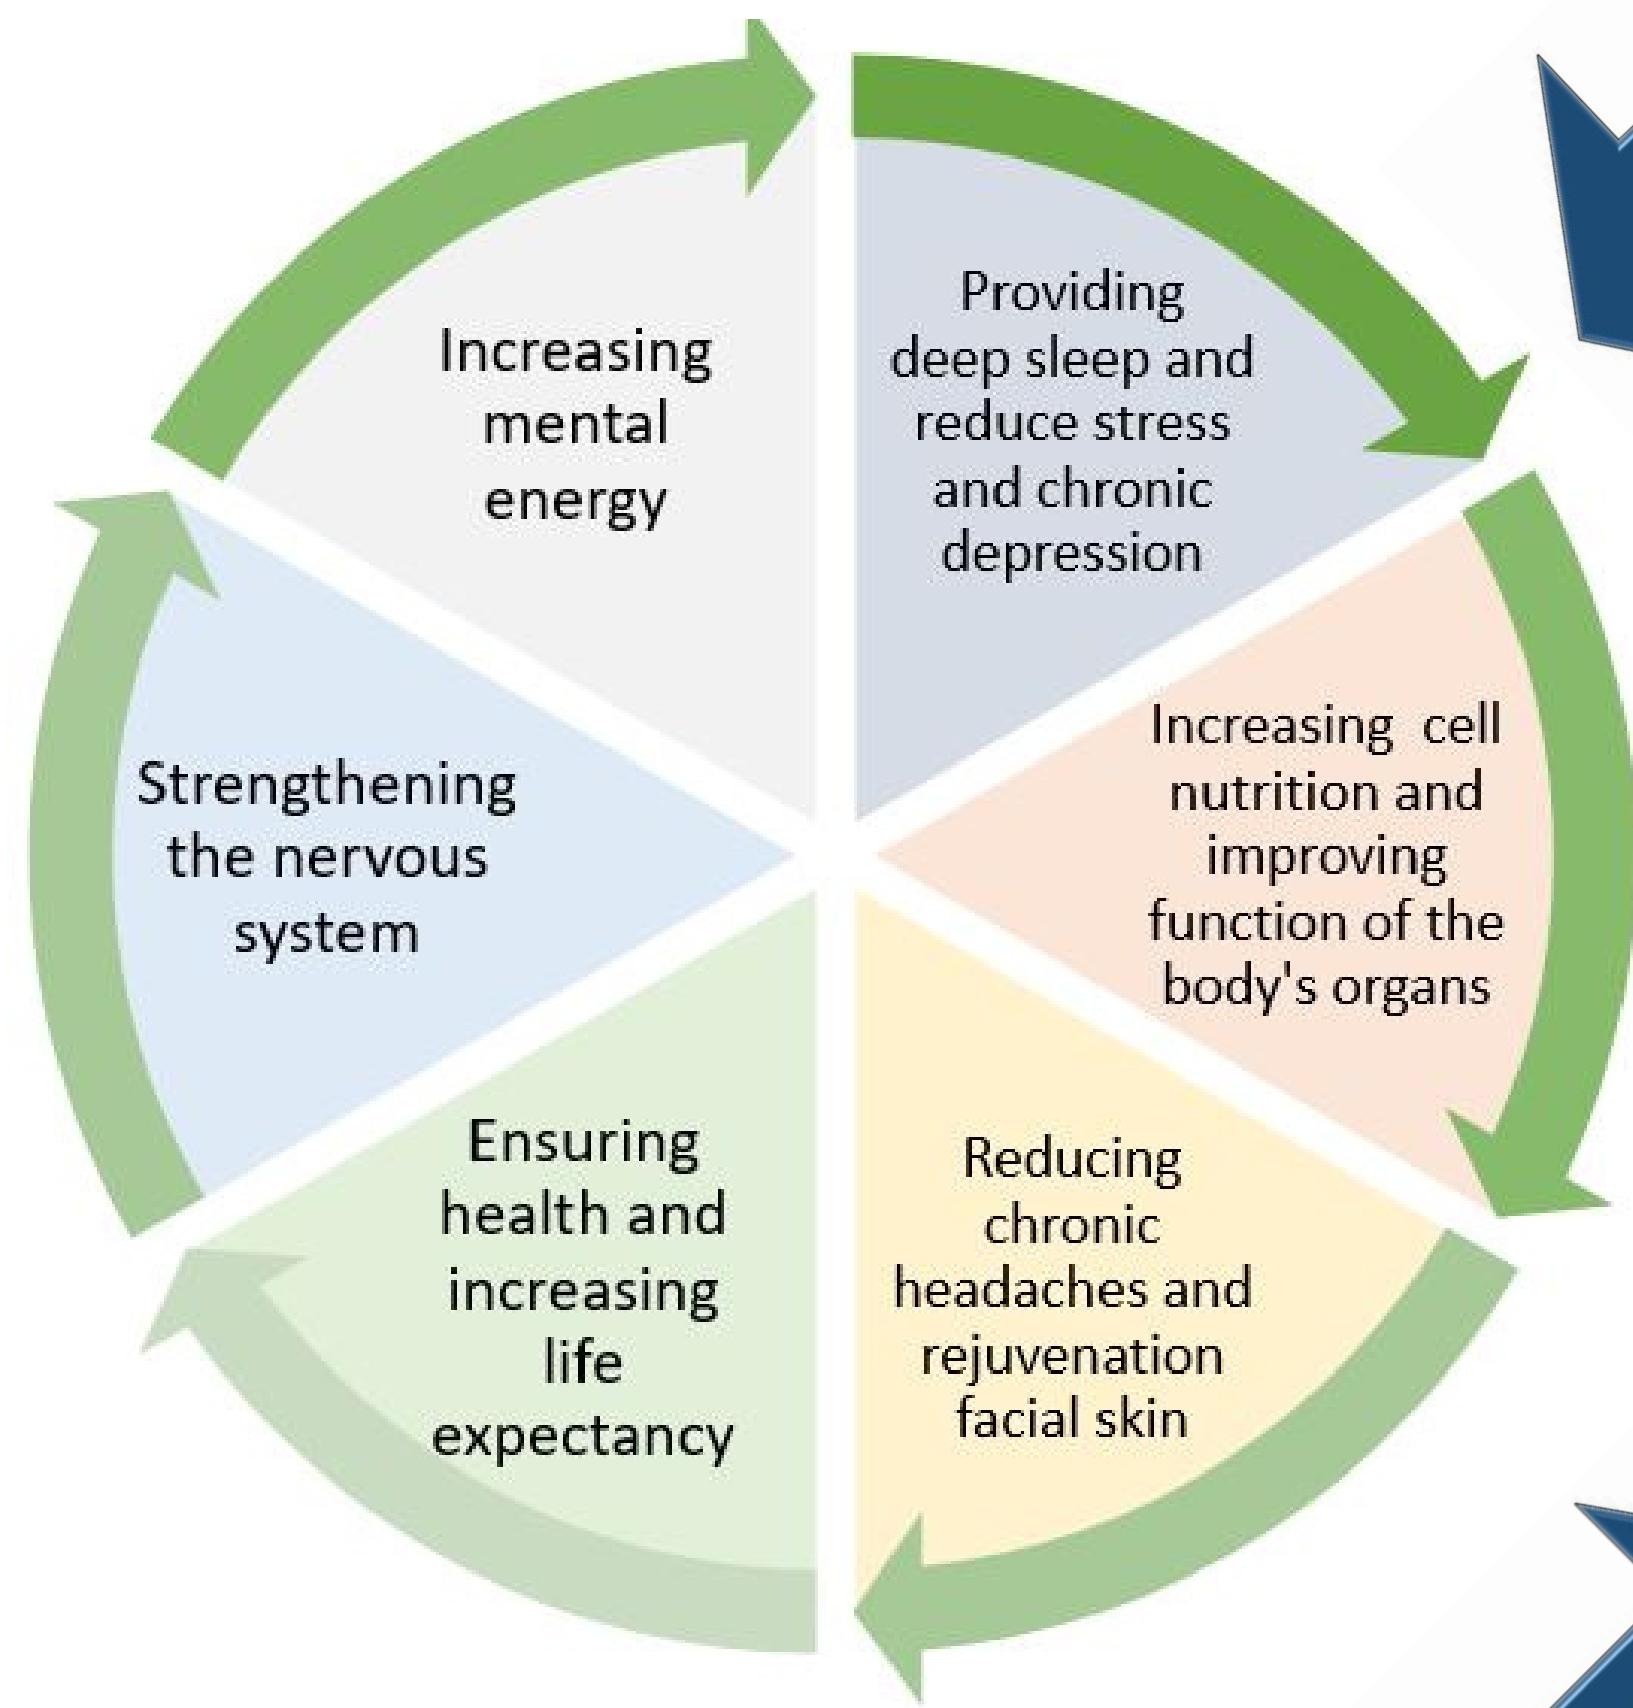 Providing
deep sleep and
reduce stress
and chronic
depression
Increasing cell
nutrition and
improving
function of the
body's organs
Reducing
chronic
headaches and
rejuvenation
facial skin
Ensuring
health and
increasing
life
expectancy
Strengthening
the nervous
system
Increasing
mental
energy